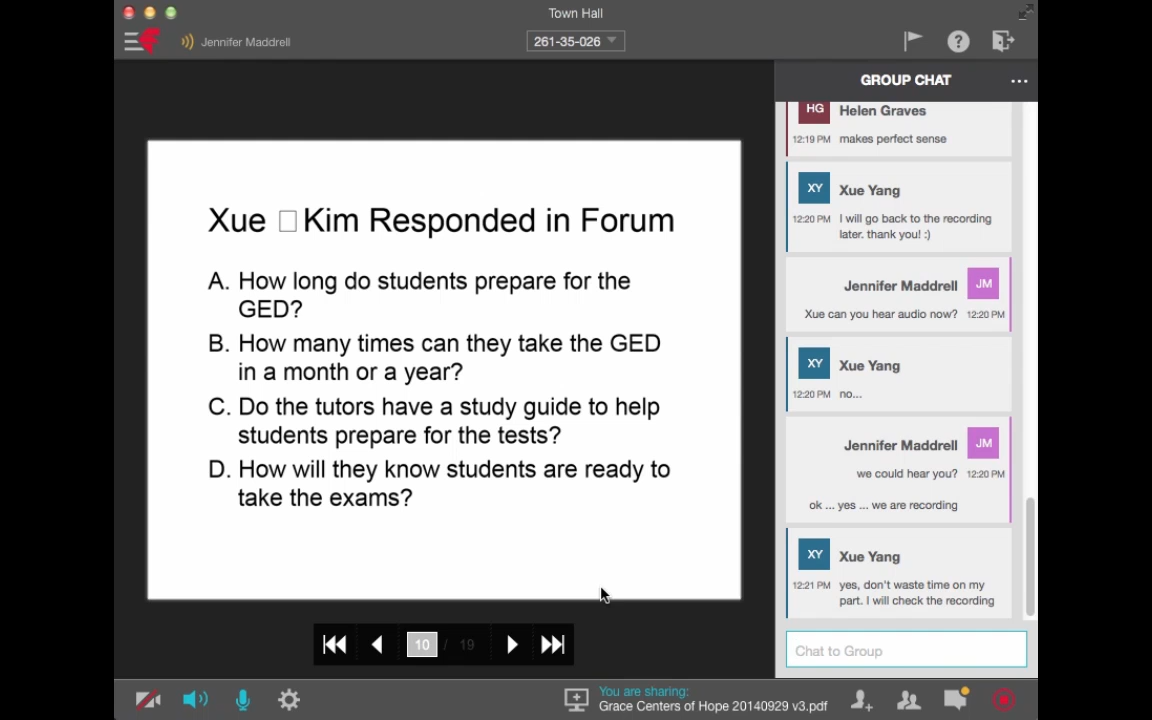 Town Hall
Jennifer Maddrell
261-35-026
GROUP CHAT
Xue □ Kim Responded in Forum
A. How long do students prepare for the
GED?
B. How many times can they take the GED
in a month or a year?
C. Do the tutors have a study guide to help
students prepare for the tests?
D. How will they know students are ready to
take the exams?
10 / 19
HG
Helen Graves
12:19 PM makes perfect sense
XY
Xue Yang
12:20 PM I will go back to the recording
later. thank you! :)
Jennifer Maddrell
JM
Xue can you hear audio now? 12:20 PM
XY
Xue Yang
12:20 PM no...
Jennifer Maddrell
JM
we could hear you? 12:20 PM
ok ... yes ... we are recording
XY
Xue Yang
12:21 PM yes, don't waste time on my
part. I will check the recording
Chat to Group
You are sharing:
Grace Centers of Hope 20140929 v3.pdf